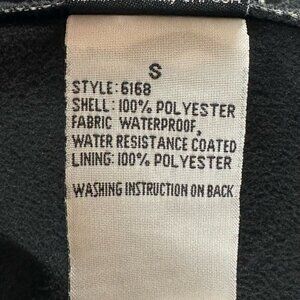 S
STYLE: 6168
SHELL: 100% POLYESTER
FABRIC WATERPROOF,
WATER RESISTANCE COATED
LINING: 100% POLYESTER
WASHING INSTRUCTION ON BACK